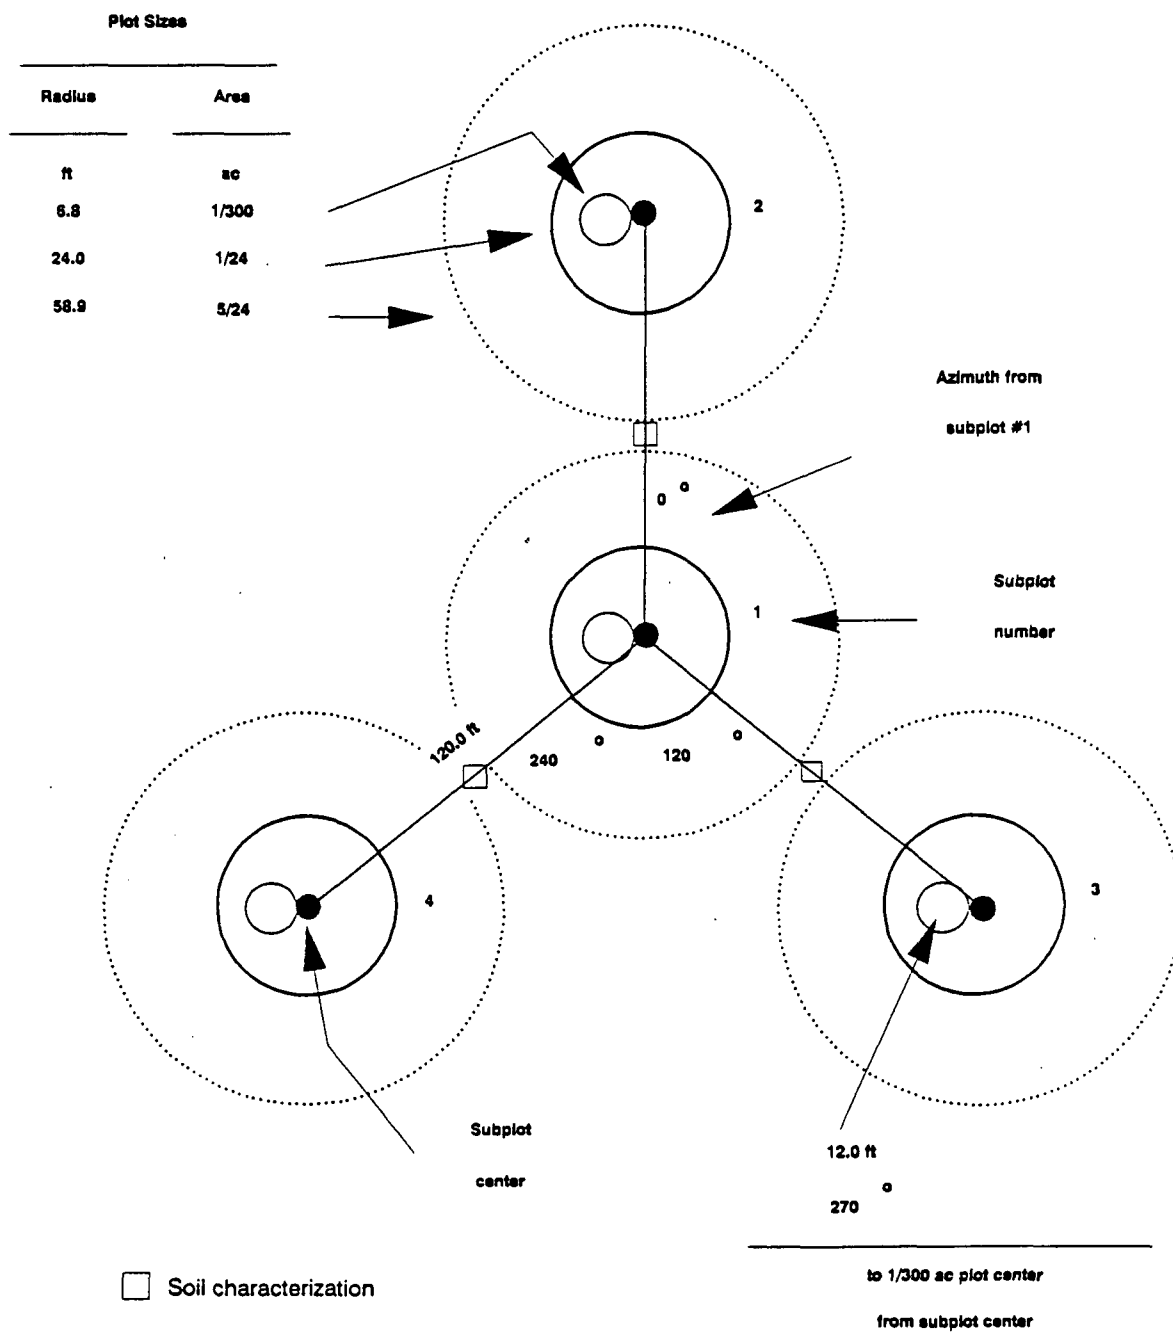 Plot Sizes
Radius Area
ft ac
6.8 1/300
24.0 1/24
58.9 5/24
2
Azimuth from
subplot #1
0 o
Subplot
number
1
120.0 ft
240 o
120 o
4
3
Subplot
center
12.0 ft
270 o
to 1/300 ac plot center
from subplot center
Soil characterization